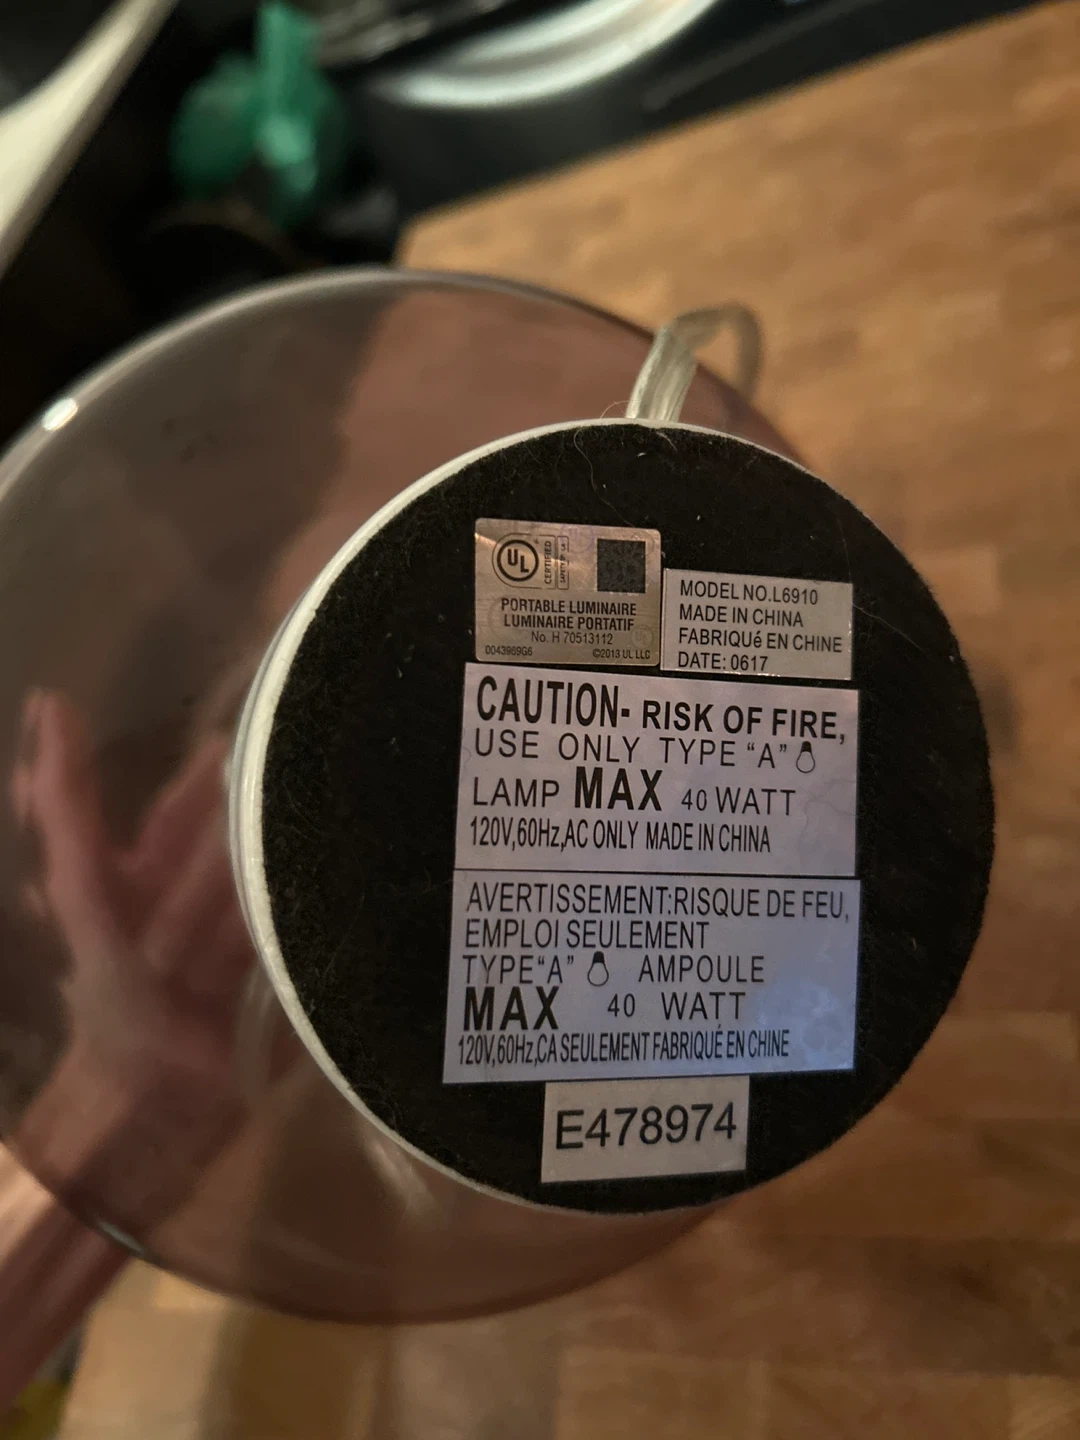 UL
CERTIFIED
PORTABLE LUMINAIRE
LUMINAIRE PORTATIF
No. H 70513112
0043969G6 ©2013 UL LLC
MODEL NO.L6910
MADE IN CHINA
FABRIQUé EN CHINE
DATE: 0617
CAUTION- RISK OF FIRE,
USE ONLY TYPE “A”
LAMP MAX 40 WATT
120V,60Hz,AC ONLY MADE IN CHINA
AVERTISSEMENT:RISQUE DE FEU,
EMPLOI SEULEMENT
TYPE“A” AMPOULE
MAX 40 WATT
120V,60Hz,CA SEULEMENT FABRIQUÉ EN CHINE
E478974